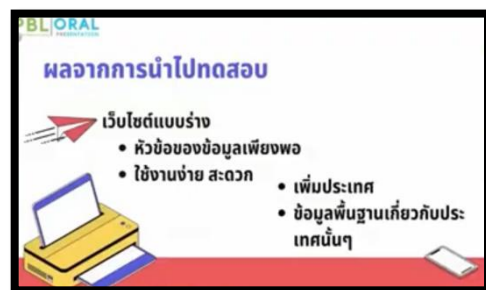 PBL ORAL
PRESENTATION
ผลจากการนำไปทดสอบ
เว็บไซต์แบบร่าง
• หัวข้อของข้อมูลเพียงพอ
• ใช้งานง่าย สะดวก
• เพิ่มประเทศ
• ข้อมูลพื้นฐานเกี่ยวกับประ
เทศนั้นๆ